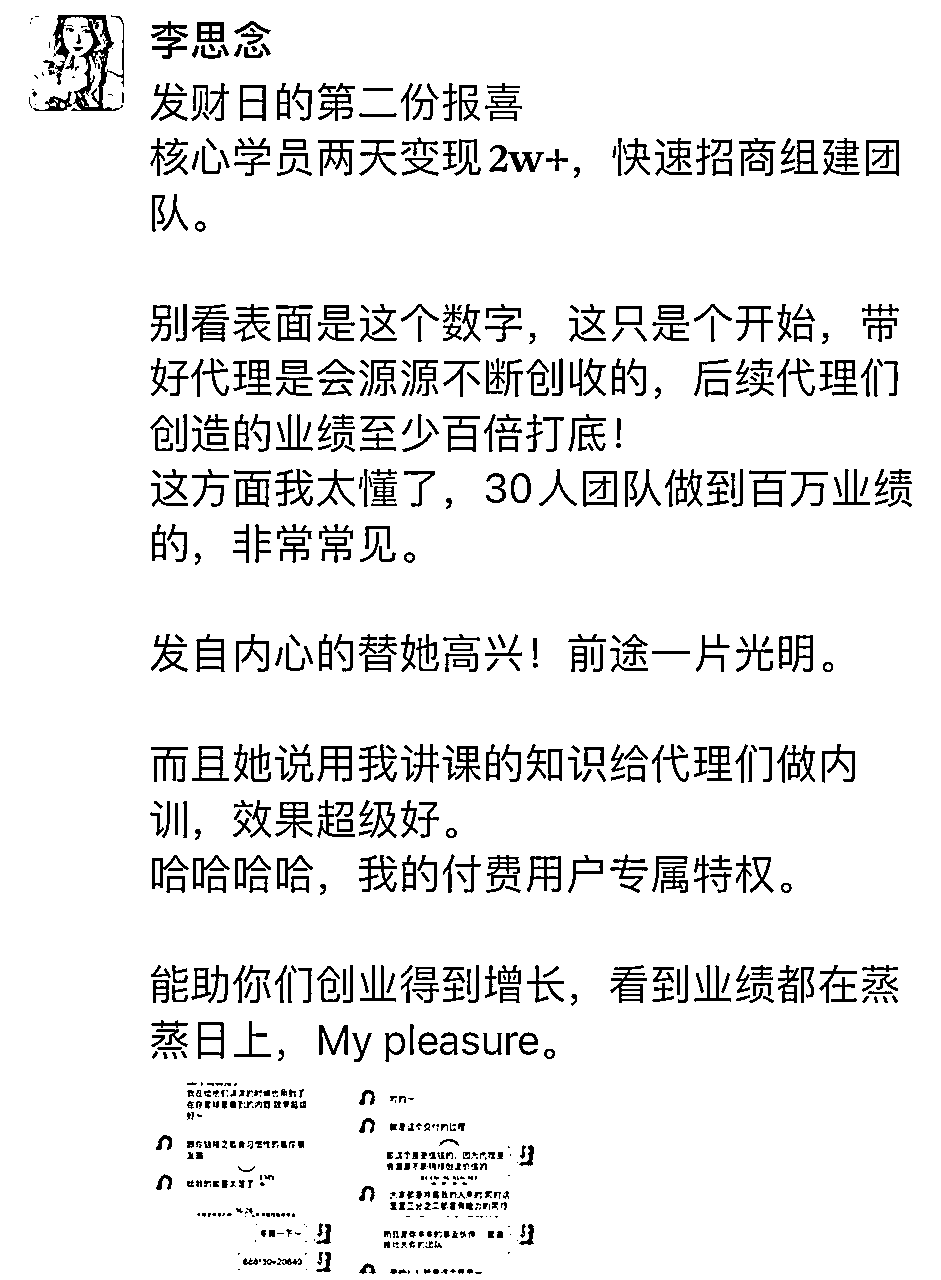 李思念
发财日的第二份报喜
核心学员两天变现2w+，快速招商组建团
队。
别看表面是这个数字，这只是个开始，带
好代理是会源源不断创收的，后续代理们
创造的业绩至少百倍打底！
这方面我太懂了，30人团队做到百万业绩
的，非常常见。
发自内心的替她高兴！前途一片光明。
而且她说用我讲课的知识给代理们做内
训，效果超级好。
哈哈哈哈，我的付费用户专属特权。
能助你们创业得到增长，看到业绩都在蒸
蒸日上，My pleasure。